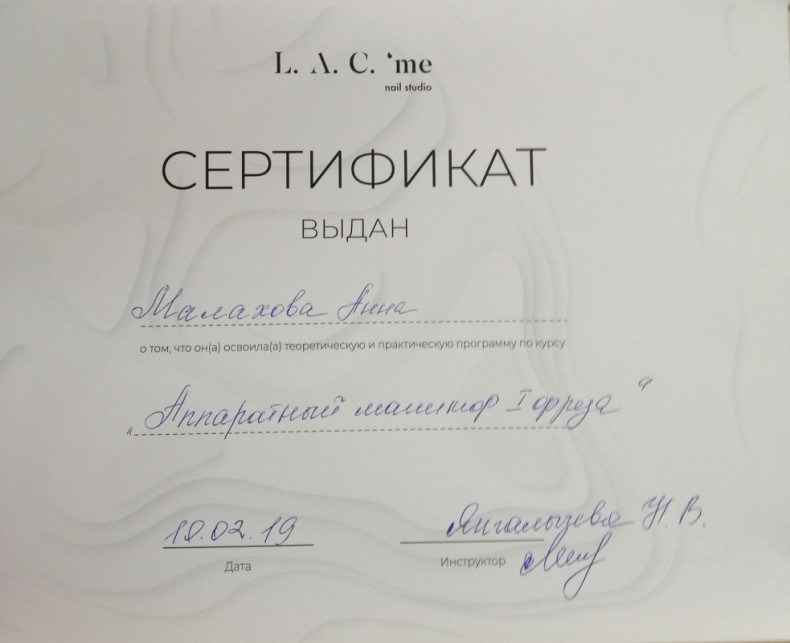 L. A. C. ‘me
nail studio
СЕРТИФИКАТ
ВЫДАН
Малахова Анна
о том, что он(а) освоила(а) теоретическую и практическую программу по курсу
„Аппаратный маникюр I фреза“
10.02.19
Н. В.
Дата
Инструктор